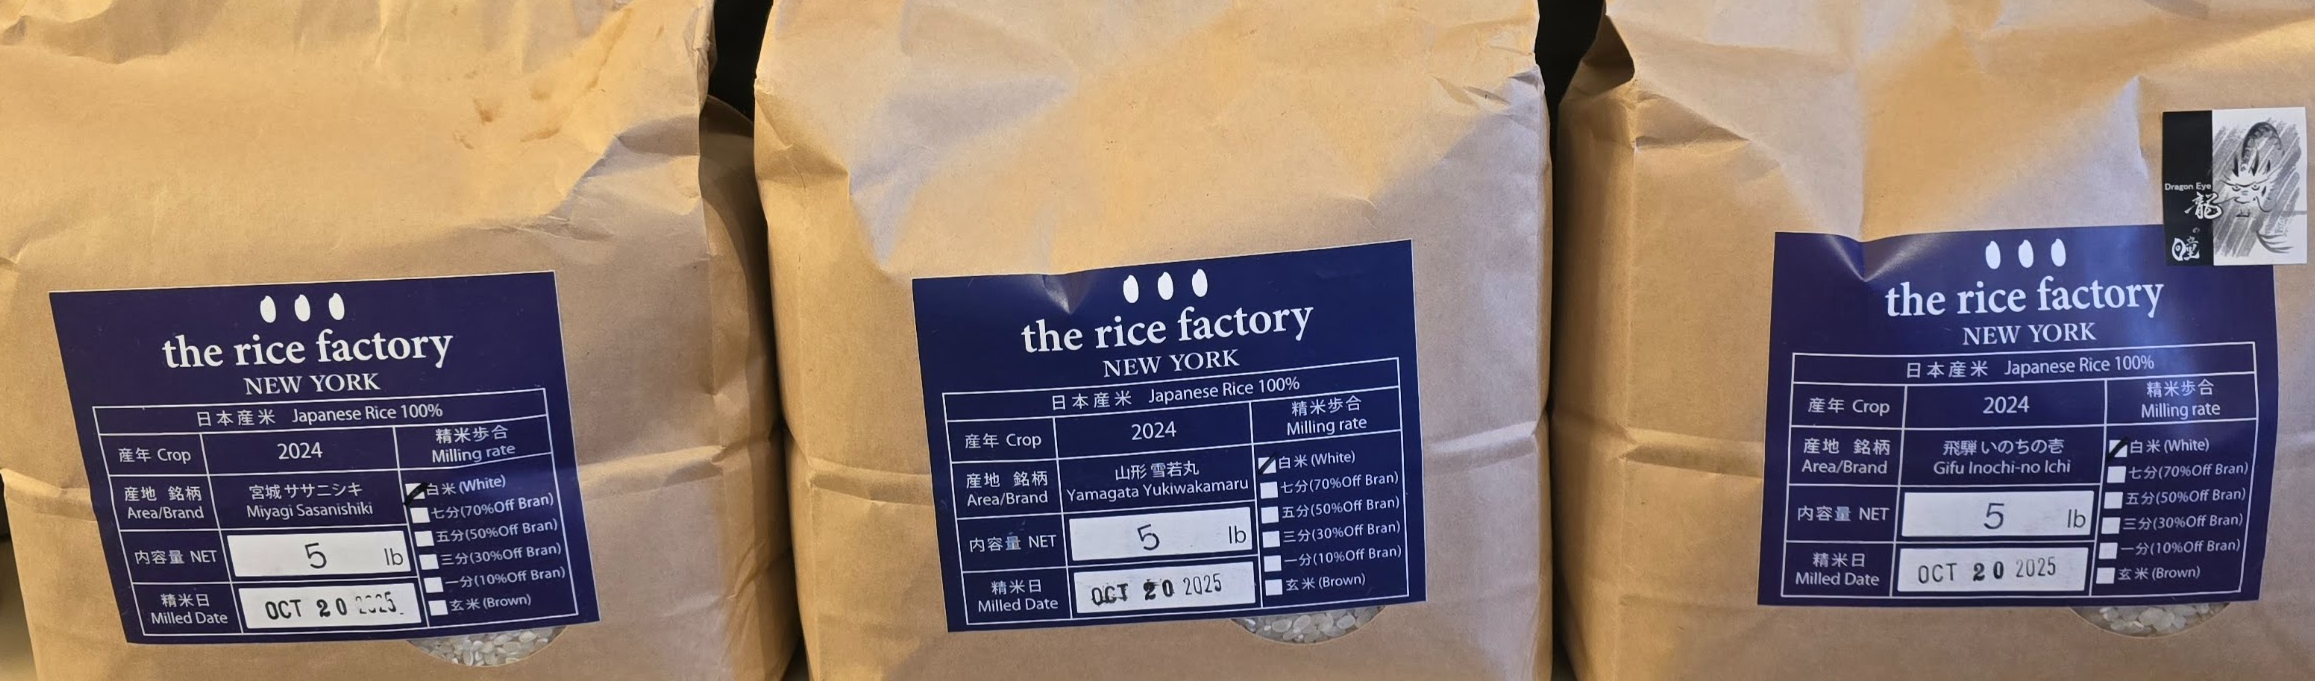 the rice factory
NEW YORK
日本産米 Japanese Rice 100%
産年 Crop
2024
精米歩合
Milling rate
産地 銘柄
Area/Brand
宮城 ササニシキ
Miyagi Sasanishiki
白米 (White)
七分(70%Off Bran)
五分(50%Off Bran)
三分(30%Off Bran)
一分(10%Off Bran)
玄米 (Brown)
内容量 NET
5 lb
精米日
Milled Date
OCT 20 2025
the rice factory
NEW YORK
日本産米 Japanese Rice 100%
産年 Crop
2024
精米歩合
Milling rate
産地 銘柄
Area/Brand
山形 雪若丸
Yamagata Yukiwakamaru
白米 (White)
七分(70%Off Bran)
五分(50%Off Bran)
三分(30%Off Bran)
一分(10%Off Bran)
玄米 (Brown)
内容量 NET
5 lb
精米日
Milled Date
OCT 20 2025
Dragon Eye
龍
の
瞳
the rice factory
NEW YORK
日本産米 Japanese Rice 100%
産年 Crop
2024
精米歩合
Milling rate
産地 銘柄
Area/Brand
飛騨 いのちの壱
Gifu Inochi-no Ichi
白米 (White)
七分(70%Off Bran)
五分(50%Off Bran)
三分(30%Off Bran)
一分(10%Off Bran)
玄米 (Brown)
内容量 NET
5 lb
精米日
Milled Date
OCT 20 2025